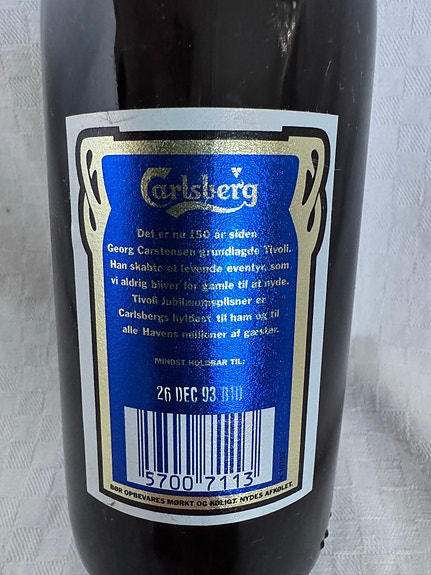 Carlsberg
Det er nu 150 år siden
Georg Carstensen grundlagde Tivoli.
Han skabte et levende eventyr, som
vi aldrig bliver for gamle til at nyde.
Tivoli Jubilæumspilsner er
Carlsbergs hyldest til ham og til
alle Havens millioner af gæster.
MINDST HOLDBAR TIL:
26 DEC 93
5700 7113
BØR OPBEVARES MØRKT OG KØLIGT. NYDES AFKØLET.